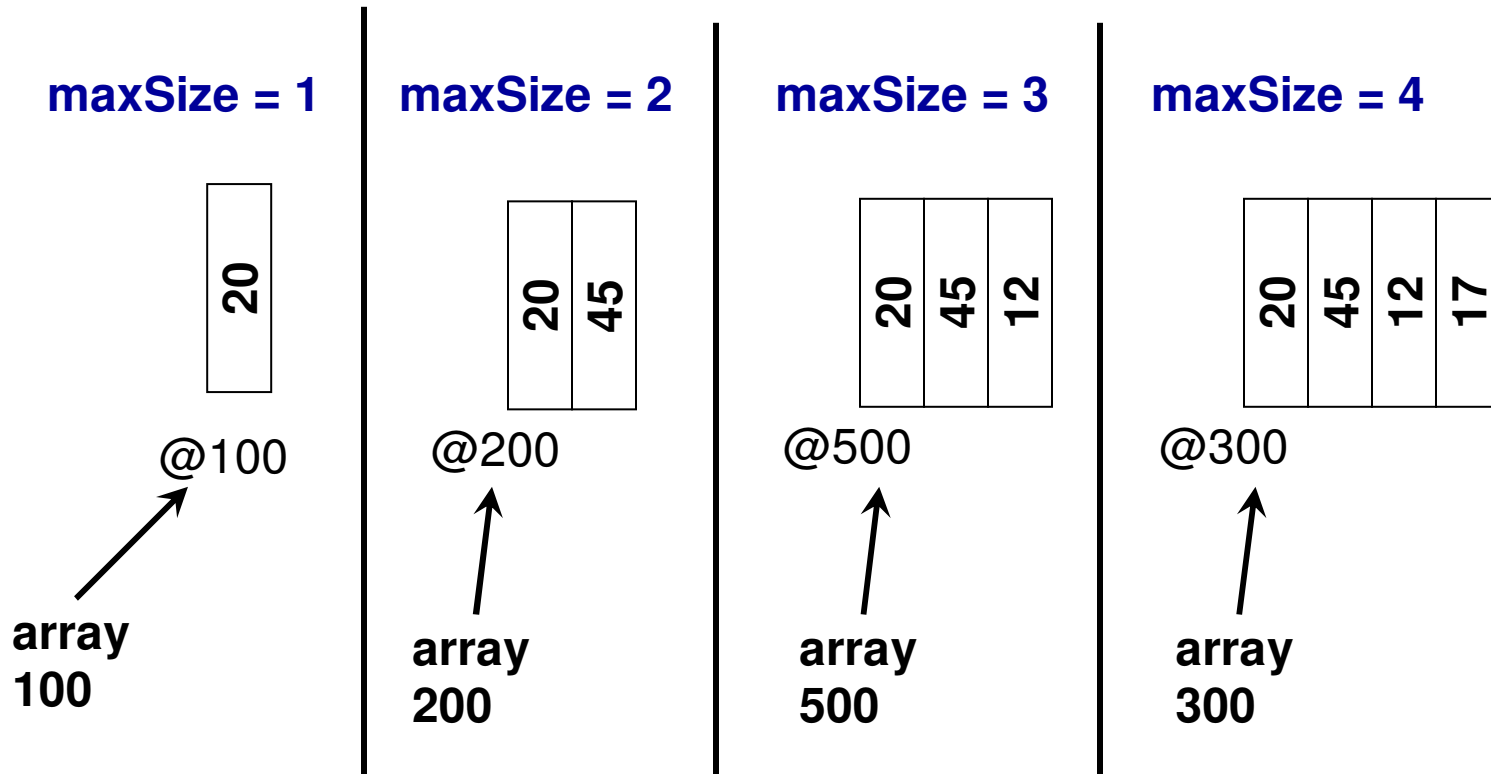 maxSize = 1
20
@100
array
100
maxSize = 2
20
45
@200
array
200
maxSize = 3
20
45
12
@500
array
500
maxSize = 4
20
45
12
17
@300
array
300